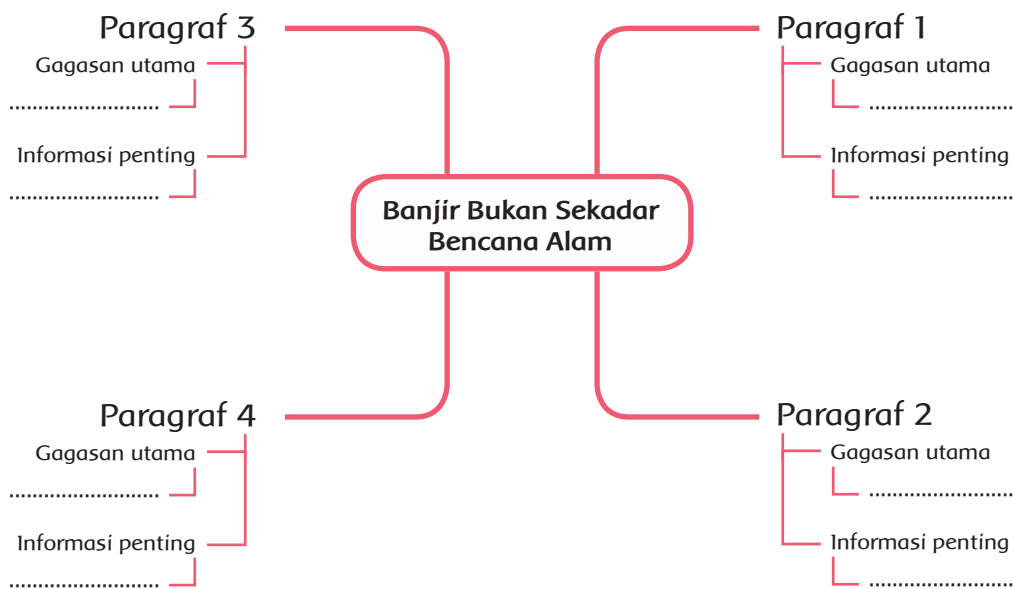 Paragraf 3
Gagasan utama
...........................
Informasi penting
...........................
Paragraf 1
Gagasan utama
..........................
Informasi penting
..........................
Banjir Bukan Sekadar
Bencana Alam
Paragraf 4
Gagasan utama
...........................
Informasi penting
...........................
Paragraf 2
Gagasan utama
..........................
Informasi penting
..........................